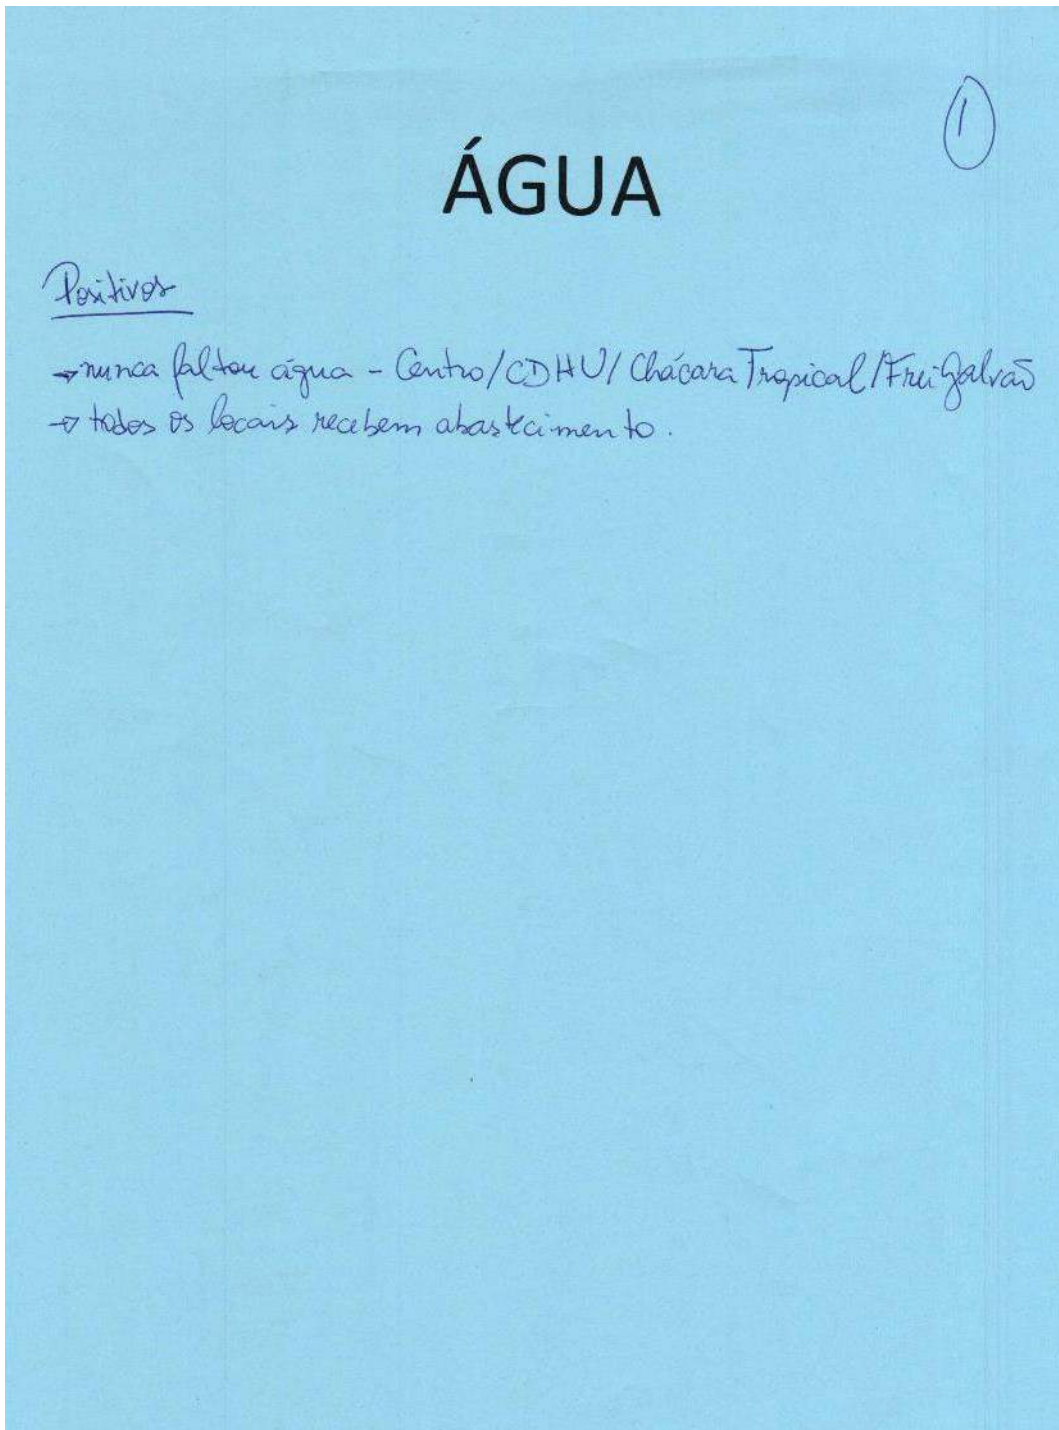 1
ÁGUA
Positivos
→ nunca faltou água - Centro/CDHU/Chácara Tropical/Frei Galvão
→ todos os locais recebem abastecimento.